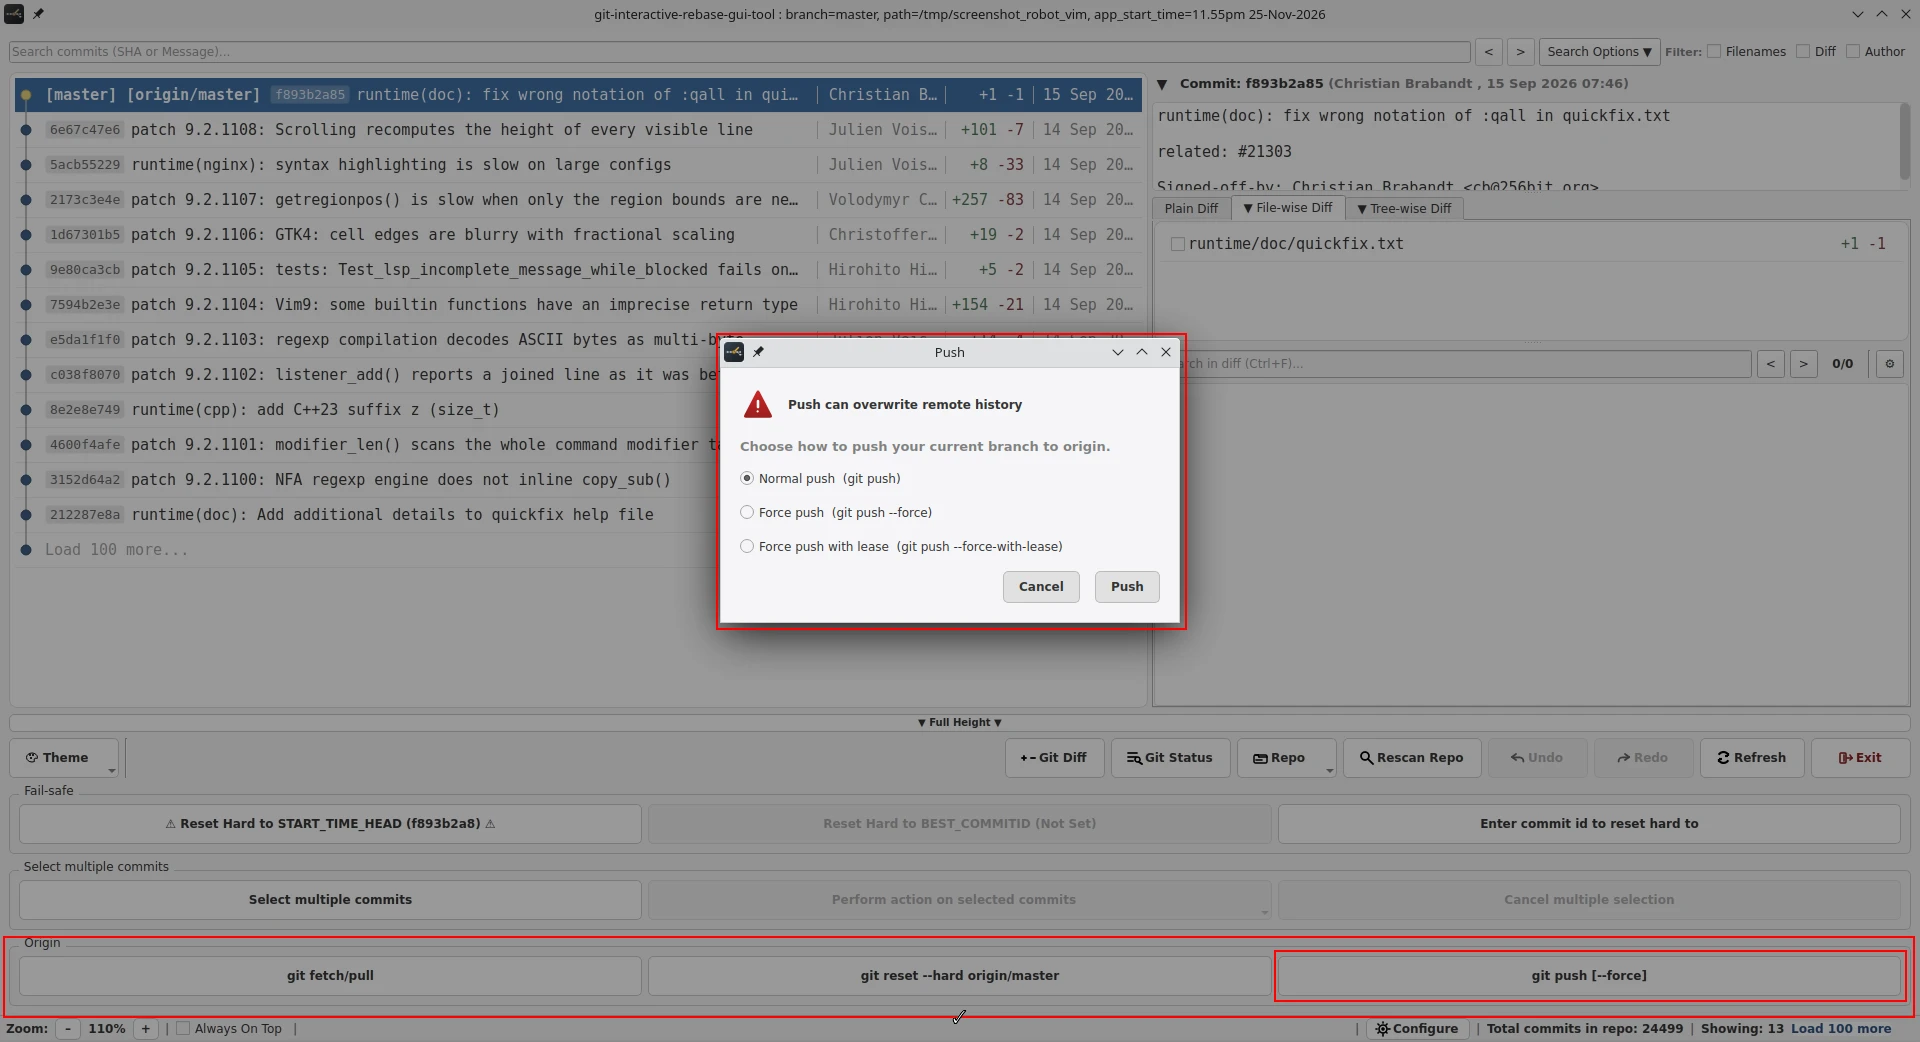 git-interactive-rebase-gui-tool : branch=master, path=/tmp/screenshot_robot_vim, app_start_time=11.55pm 25-Nov-2026
Search commits (SHA or Message)...
< > Search Options ▼ Filter: Filenames Diff Author
[master] [origin/master] f893b2a85 runtime(doc): fix wrong notation of :qall in qui… Christian B… +1 -1 15 Sep 20…
6e67c47e6 patch 9.2.1108: Scrolling recomputes the height of every visible line Julien Vois… +101 -7 14 Sep 20…
5acb55229 runtime(nginx): syntax highlighting is slow on large configs Julien Vois… +8 -33 14 Sep 20…
2173c3e4e patch 9.2.1107: getregionpos() is slow when only the region bounds are ne… Volodymyr C… +257 -83 14 Sep 20…
1d67301b5 patch 9.2.1106: GTK4: cell edges are blurry with fractional scaling Christoffer… +19 -2 14 Sep 20…
9e80ca3cb patch 9.2.1105: tests: Test_lsp_incomplete_message_while_blocked fails on… Hirohito Hi… +5 -2 14 Sep 20…
7594b2e3e patch 9.2.1104: Vim9: some builtin functions have an imprecise return type Hirohito Hi… +154 -21 14 Sep 20…
e5da1f1f0 patch 9.2.1103: regexp compilation decodes ASCII bytes as multi-byte
c038f8070 patch 9.2.1102: listener_add() reports a joined line as it was be
8e2e8e749 runtime(cpp): add C++23 suffix z (size_t)
4600f4afe patch 9.2.1101: modifier_len() scans the whole command modifier ta
3152d64a2 patch 9.2.1100: NFA regexp engine does not inline copy_sub()
212287e8a runtime(doc): Add additional details to quickfix help file
Load 100 more...
▼ Commit: f893b2a85 (Christian Brabandt , 15 Sep 2026 07:46)
runtime(doc): fix wrong notation of :qall in quickfix.txt
related: #21303
Signed-off-by: Christian Brabandt <cb@256bit.org>
Plain Diff ▼ File-wise Diff ▼ Tree-wise Diff
runtime/doc/quickfix.txt +1 -1
rch in diff (Ctrl+F)... < > 0/0
Push
Push can overwrite remote history
Choose how to push your current branch to origin.
Normal push (git push)
Force push (git push --force)
Force push with lease (git push --force-with-lease)
Cancel Push
▼ Full Height ▼
Theme +- Git Diff Git Status Repo Rescan Repo Undo Redo Refresh Exit
Fail-safe
⚠ Reset Hard to START_TIME_HEAD (f893b2a8) ⚠ Reset Hard to BEST_COMMITID (Not Set) Enter commit id to reset hard to
Select multiple commits
Select multiple commits Perform action on selected commits Cancel multiple selection
Origin
git fetch/pull git reset --hard origin/master git push [--force]
Zoom: - 110% + | Always On Top | | Configure | Total commits in repo: 24499 | Showing: 13 Load 100 more